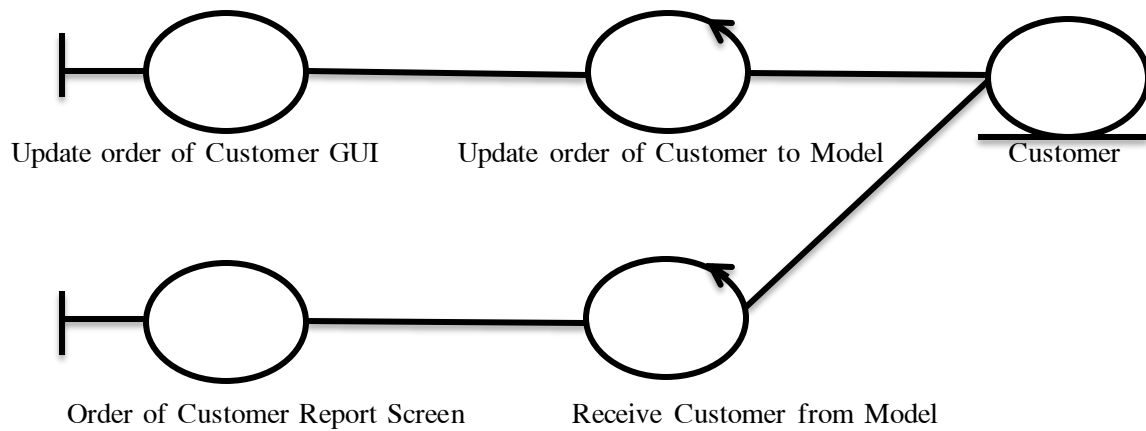 Update order of Customer GUI
Update order of Customer to Model
Customer
Order of Customer Report Screen
Receive Customer from Model